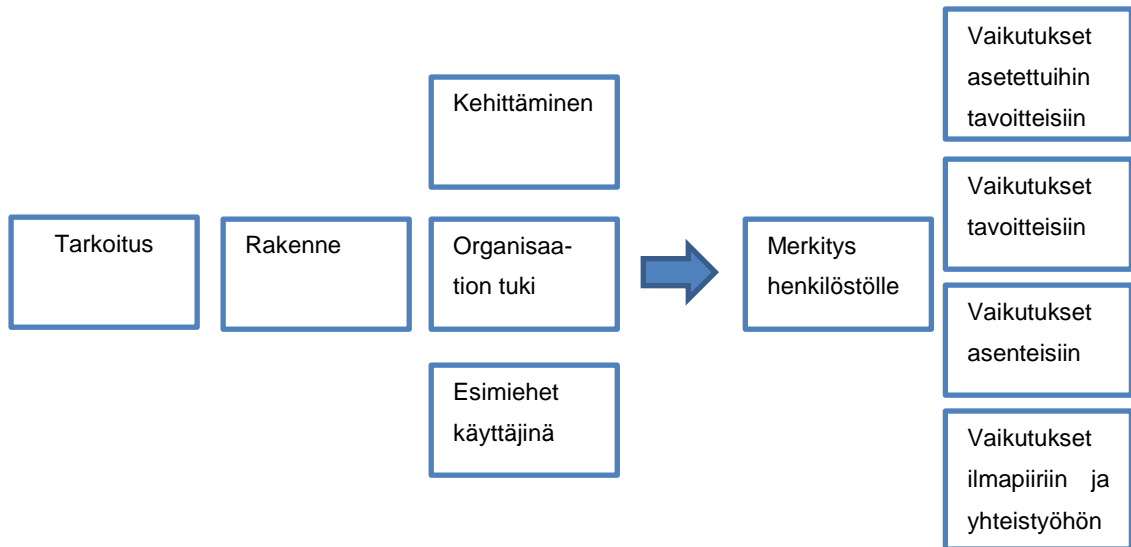 Tarkoitus
Rakenne
Kehittäminen
Organisaa-
tion tuki
Esimiehet
käyttäjinä
Merkitys
henkilöstölle
Vaikutukset
asetettuihin
tavoitteisiin
Vaikutukset
tavoitteisiin
Vaikutukset
asenteisiin
Vaikutukset
ilmapiiriin ja
yhteistyöhön